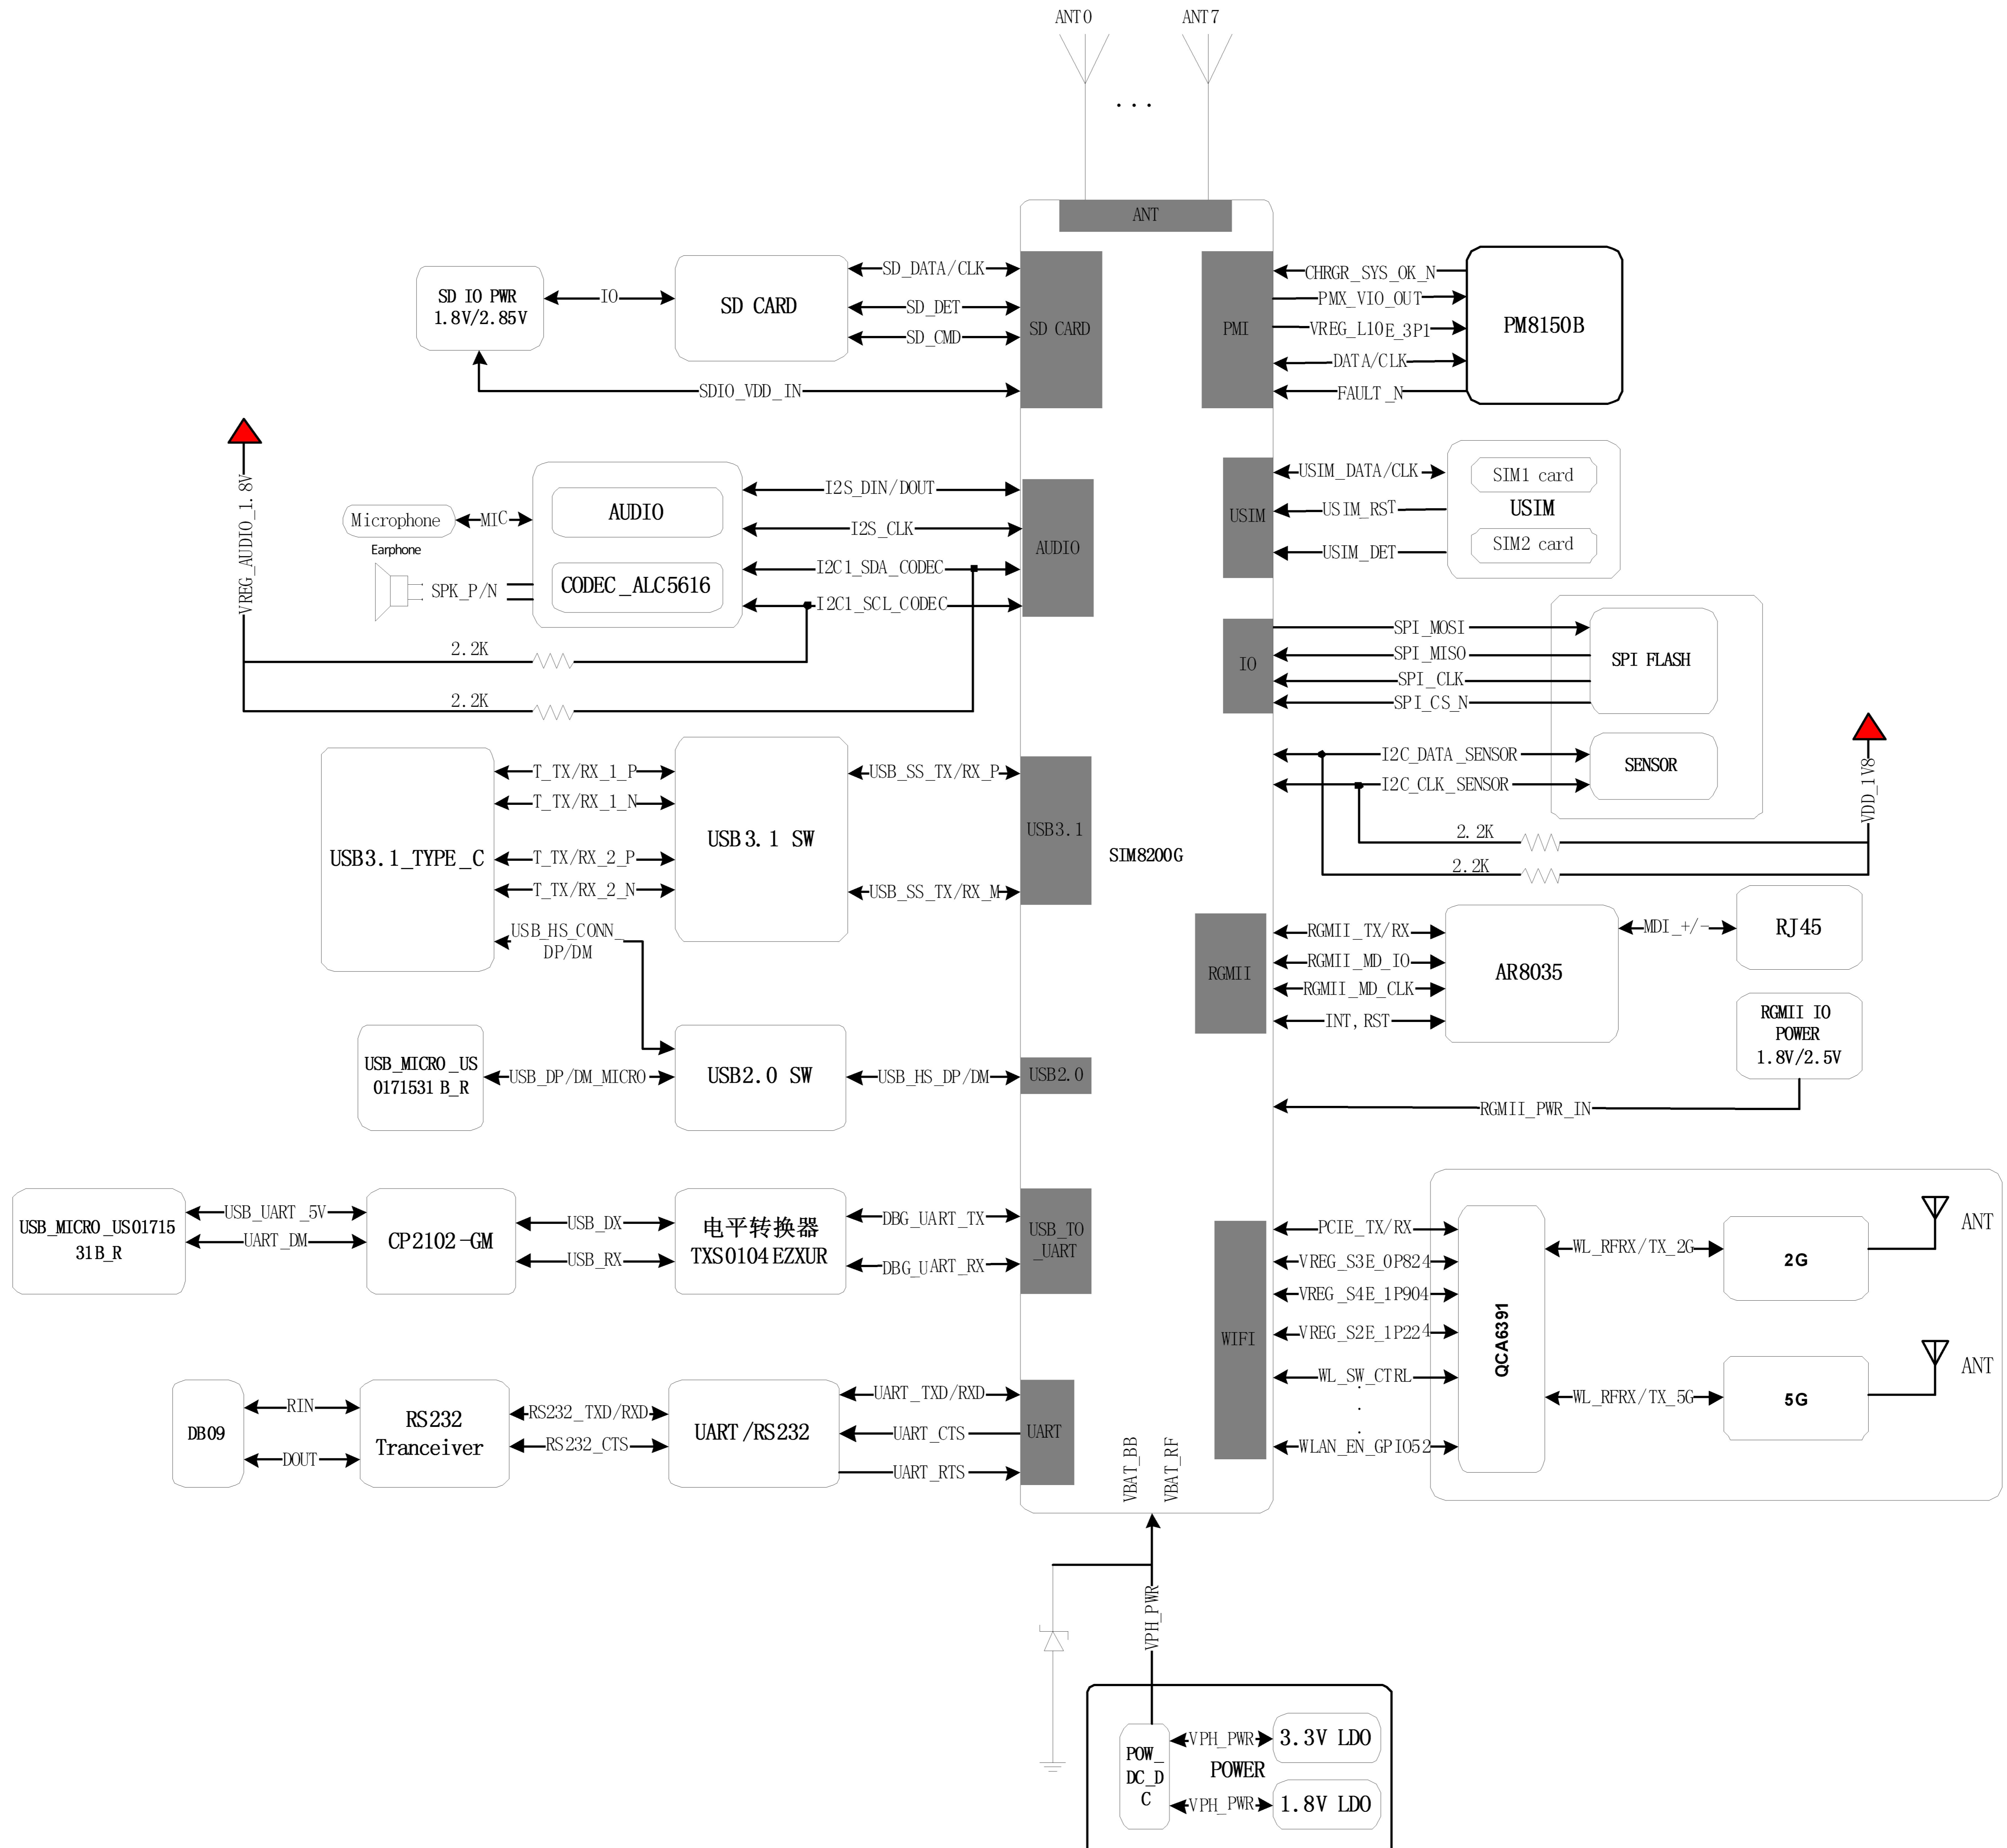 ANT0
ANT7
...
ANT
SD IO PWR
1.8V/2.85V
IO
SD CARD
SD_DATA/CLK
SD_DET
SD_CMD
SDIO_VDD_IN
SD CARD
PMI
CHRGR_SYS_OK_N
PMX_VIO_OUT
VREG_L10E_3P1
DATA/CLK
FAULT_N
PM8150B
VREG_AUDIO_1.8V
Microphone
MIC
Earphone
SPK_P/N
AUDIO
CODEC_ALC5616
I2S_DIN/DOUT
I2S_CLK
I2C1_SDA_CODEC
I2C1_SCL_CODEC
AUDIO
2.2K
2.2K
USIM
USIM_DATA/CLK
USIM_RST
USIM_DET
SIM1 card
USIM
SIM2 card
IO
SPI_MOSI
SPI_MISO
SPI_CLK
SPI_CS_N
SPI FLASH
I2C_DATA_SENSOR
I2C_CLK_SENSOR
SENSOR
VDD_1V8
2.2K
2.2K
USB3.1_TYPE_C
T_TX/RX_1_P
T_TX/RX_1_N
T_TX/RX_2_P
T_TX/RX_2_N
USB_HS_CONN_
DP/DM
USB3.1 SW
USB_SS_TX/RX_P
USB_SS_TX/RX_M
USB3.1
SIM8200G
RGMII
RGMII_TX/RX
RGMII_MD_IO
RGMII_MD_CLK
INT,RST
AR8035
MDI_+/-
RJ45
RGMII IO
POWER
1.8V/2.5V
RGMII_PWR_IN
USB_MICRO_US
0171531B_R
USB_DP/DM_MICRO
USB2.0 SW
USB_HS_DP/DM
USB2.0
USB_MICRO_US01715
31B_R
USB_UART_5V
UART_DM
CP2102-GM
USB_DX
USB_RX
电平转换器
TXS0104EZXUR
DBG_UART_TX
DBG_UART_RX
USB_TO
_UART
WIFI
PCIE_TX/RX
VREG_S3E_0P824
VREG_S4E_1P904
VREG_S2E_1P224
WL_SW_CTRL
.
.
.
WLAN_EN_GPIO52
QCA6391
WL_RFRX/TX_2G
2G
ANT
WL_RFRX/TX_5G
5G
ANT
DB09
RIN
DOUT
RS232
Tranceiver
RS232_TXD/RXD
RS232_CTS
UART/RS232
UART_TXD/RXD
UART_CTS
UART_RTS
UART
VBAT_BB
VBAT_RF
VPH_PWR
POW_
DC_D
C
VPH_PWR
3.3V LDO
POWER
VPH_PWR
1.8V LDO